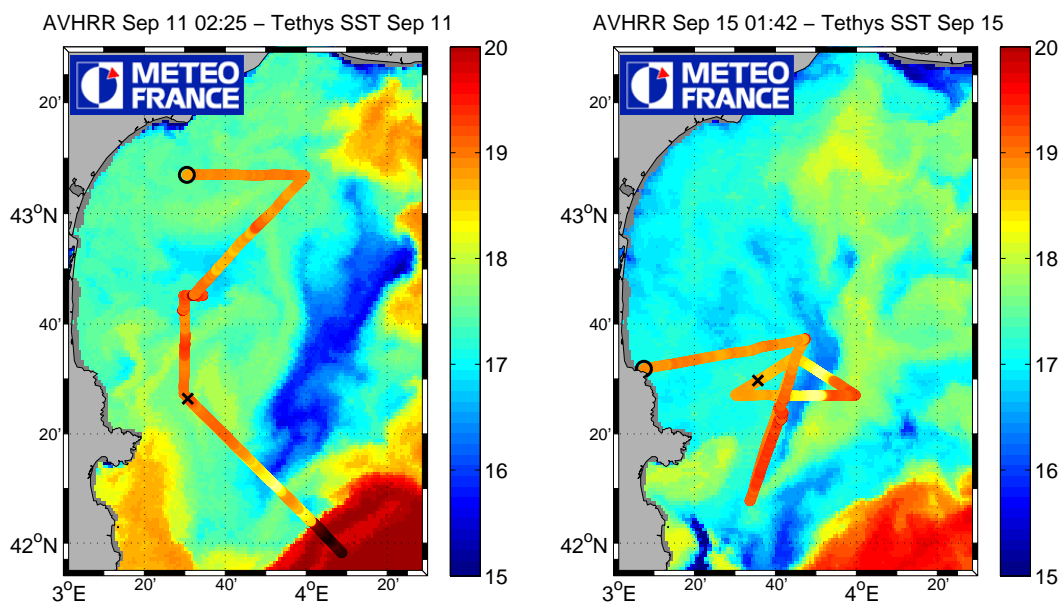 AVHRR Sep 11 02:25 – Tethys SST Sep 11
METEO
FRANCE
20'
43°N
40'
20'
42°N
3°E
20'
40'
4°E
20'
20
19
18
17
16
15
AVHRR Sep 15 01:42 – Tethys SST Sep 15
METEO
FRANCE
20'
43°N
40'
20'
42°N
3°E
20'
40'
4°E
20'
20
19
18
17
16
15